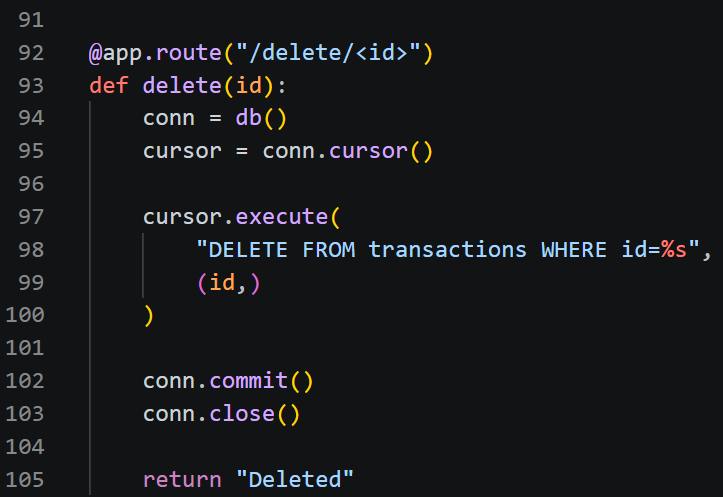 91
92 @app.route("/delete/<id>")
93 def delete(id):
94     conn = db()
95     cursor = conn.cursor()
96
97     cursor.execute(
98         "DELETE FROM transactions WHERE id=%s",
99         (id,)
100     )
101
102     conn.commit()
103     conn.close()
104
105     return "Deleted"